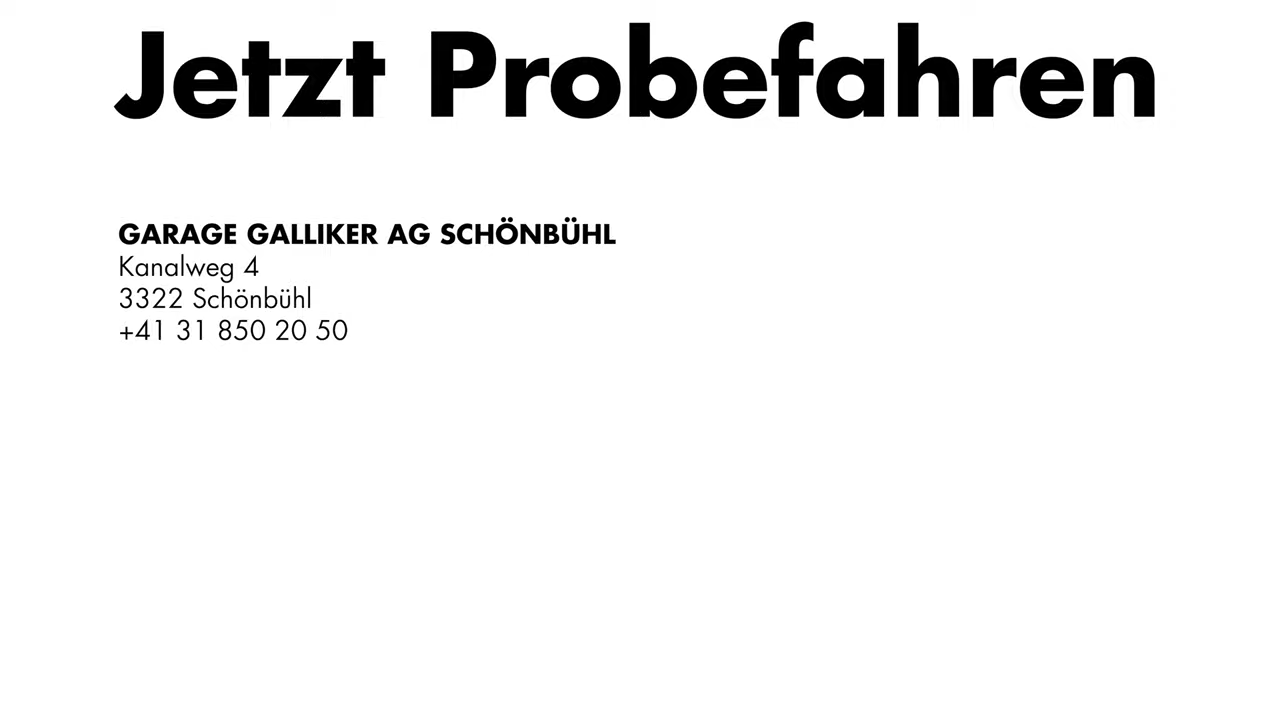 Jetzt Probefahren
GARAGE GALLIKER AG SCHÖNBÜHL
Kanalweg 4
3322 Schönbühl
+41 31 850 20 50